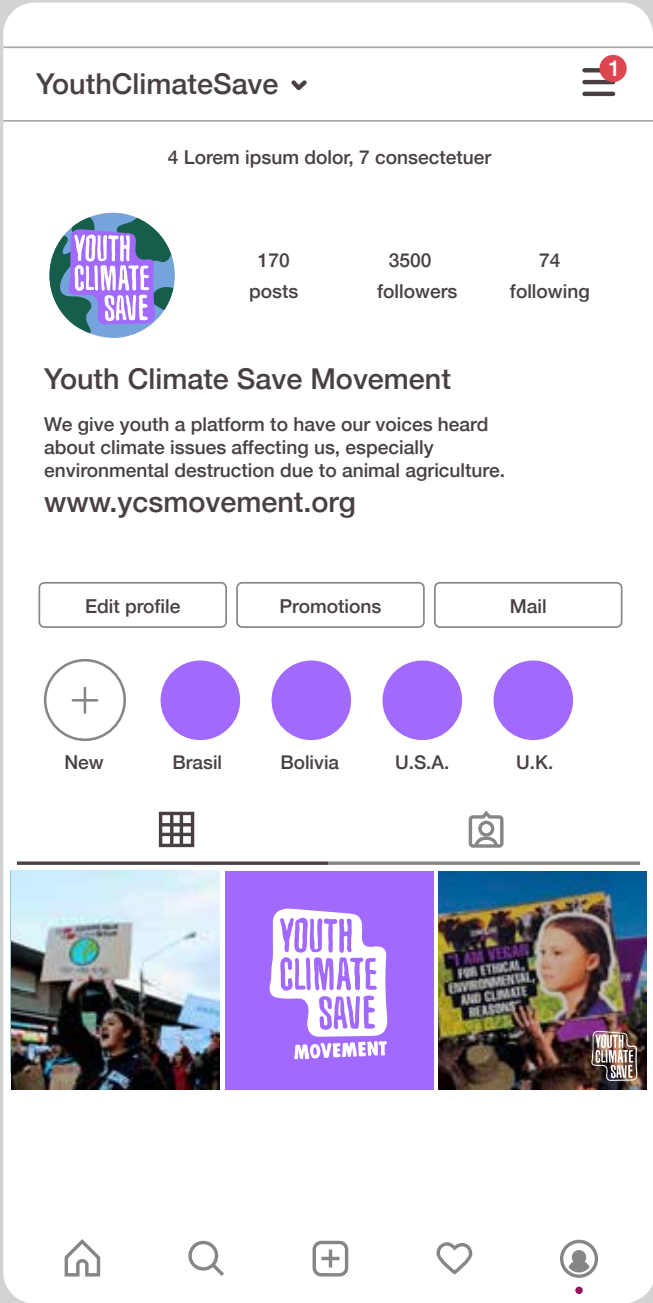 YouthClimateSave
1
4 Lorem ipsum dolor, 7 consectetuer
YOUTH
CLIMATE
SAVE
170
posts
3500
followers
74
following
Youth Climate Save Movement
We give youth a platform to have our voices heard
about climate issues affecting us, especially
environmental destruction due to animal agriculture.
www.ycsmovement.org
Edit profile
Promotions
Mail
New
Brasil
Bolivia
U.S.A.
U.K.
YOUTH
CLIMATE
SAVE
MOVEMENT
"I AM VEGAN
FOR ETHICAL,
ENVIRONMENTAL,
AND CLIMATE
REASONS"
YOUTH
CLIMATE
SAVE